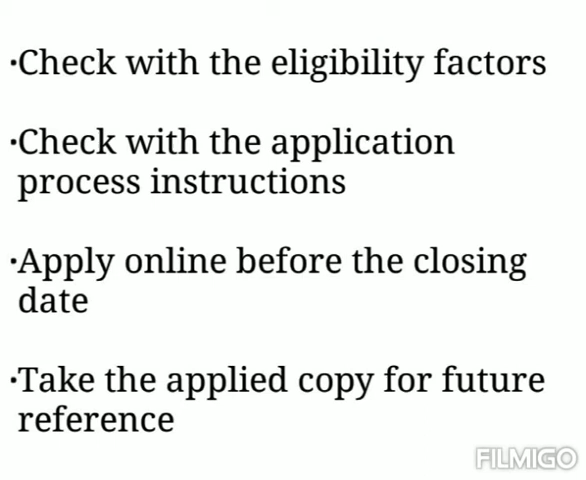 ·Check with the eligibility factors
·Check with the application
process instructions
·Apply online before the closing
date
·Take the applied copy for future
reference
FILMIGO